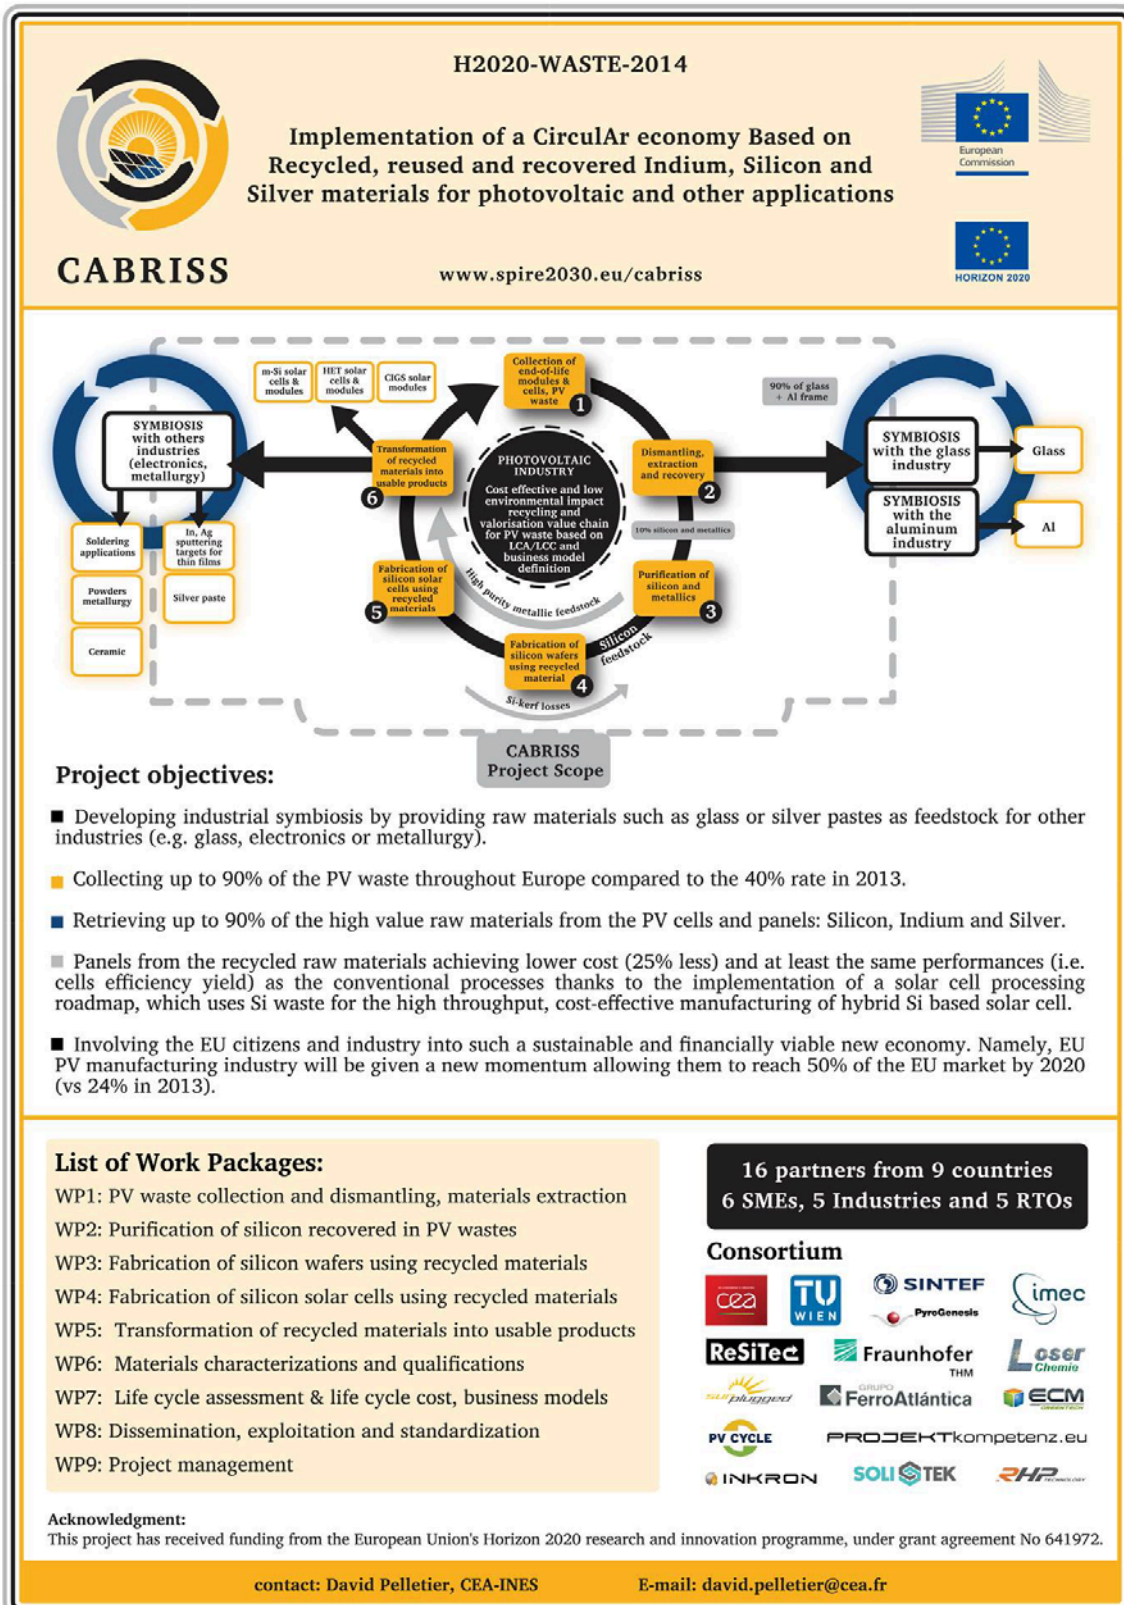 H2020-WASTE-2014
Implementation of a CirculAr economy Based on
Recycled, reused and recovered Indium, Silicon and
Silver materials for photovoltaic and other applications
www.spire2030.eu/cabriss
CABRISS
European
Commission
HORIZON 2020
m-Si solar
cells &
modules
HET solar
cells &
modules
CIGS solar
modules
Collection of
end-of-life
modules &
cells, PV
waste
1
90% of glass
+ Al frame
SYMBIOSIS
with others
industries
(electronics,
metallurgy)
Transformation
of recycled
materials into
usable products
6
PHOTOVOLTAIC
INDUSTRY
Cost effective and low
environmental impact
recycling and
valorisation value chain
for PV waste based on
LCA/LCC and
business model
definition
Dismantling,
extraction
and recovery
2
SYMBIOSIS
with the glass
industry
Glass
SYMBIOSIS
with the
aluminum
industry
Al
10% silicon and metallics
Soldering
applications
In, Ag
sputtering
targets for
thin films
Powders
metallurgy
Silver paste
Ceramic
Fabrication of
silicon solar
cells using
recycled
materials
5
High purity metallic feedstock
Purification of
silicon and
metallics
3
Silicon
feedstock
Fabrication of
silicon wafers
using recycled
material
4
Si-kerf losses
CABRISS
Project Scope
Project objectives:
■ Developing industrial symbiosis by providing raw materials such as glass or silver pastes as feedstock for other
industries (e.g. glass, electronics or metallurgy).
■ Collecting up to 90% of the PV waste throughout Europe compared to the 40% rate in 2013.
■ Retrieving up to 90% of the high value raw materials from the PV cells and panels: Silicon, Indium and Silver.
■ Panels from the recycled raw materials achieving lower cost (25% less) and at least the same performances (i.e.
cells efficiency yield) as the conventional processes thanks to the implementation of a solar cell processing
roadmap, which uses Si waste for the high throughput, cost-effective manufacturing of hybrid Si based solar cell.
■ Involving the EU citizens and industry into such a sustainable and financially viable new economy. Namely, EU
PV manufacturing industry will be given a new momentum allowing them to reach 50% of the EU market by 2020
(vs 24% in 2013).
List of Work Packages:
WP1: PV waste collection and dismantling, materials extraction
WP2: Purification of silicon recovered in PV wastes
WP3: Fabrication of silicon wafers using recycled materials
WP4: Fabrication of silicon solar cells using recycled materials
WP5: Transformation of recycled materials into usable products
WP6: Materials characterizations and qualifications
WP7: Life cycle assessment & life cycle cost, business models
WP8: Dissemination, exploitation and standardization
WP9: Project management
16 partners from 9 countries
6 SMEs, 5 Industries and 5 RTOs
Consortium
cea
TU
WIEN
SINTEF
PyroGenesis
imec
ReSiTec
Fraunhofer
THM
Loser
Chemie
sunplugged
GRUPO
FerroAtlántica
ECM
GREENTECH
PV CYCLE
PROJEKTkompetenz.eu
INKRON
SOLITEK
RHP
TECHNOLOGY
Acknowledgment:
This project has received funding from the European Union's Horizon 2020 research and innovation programme, under grant agreement No 641972.
contact: David Pelletier, CEA-INES E-mail: david.pelletier@cea.fr